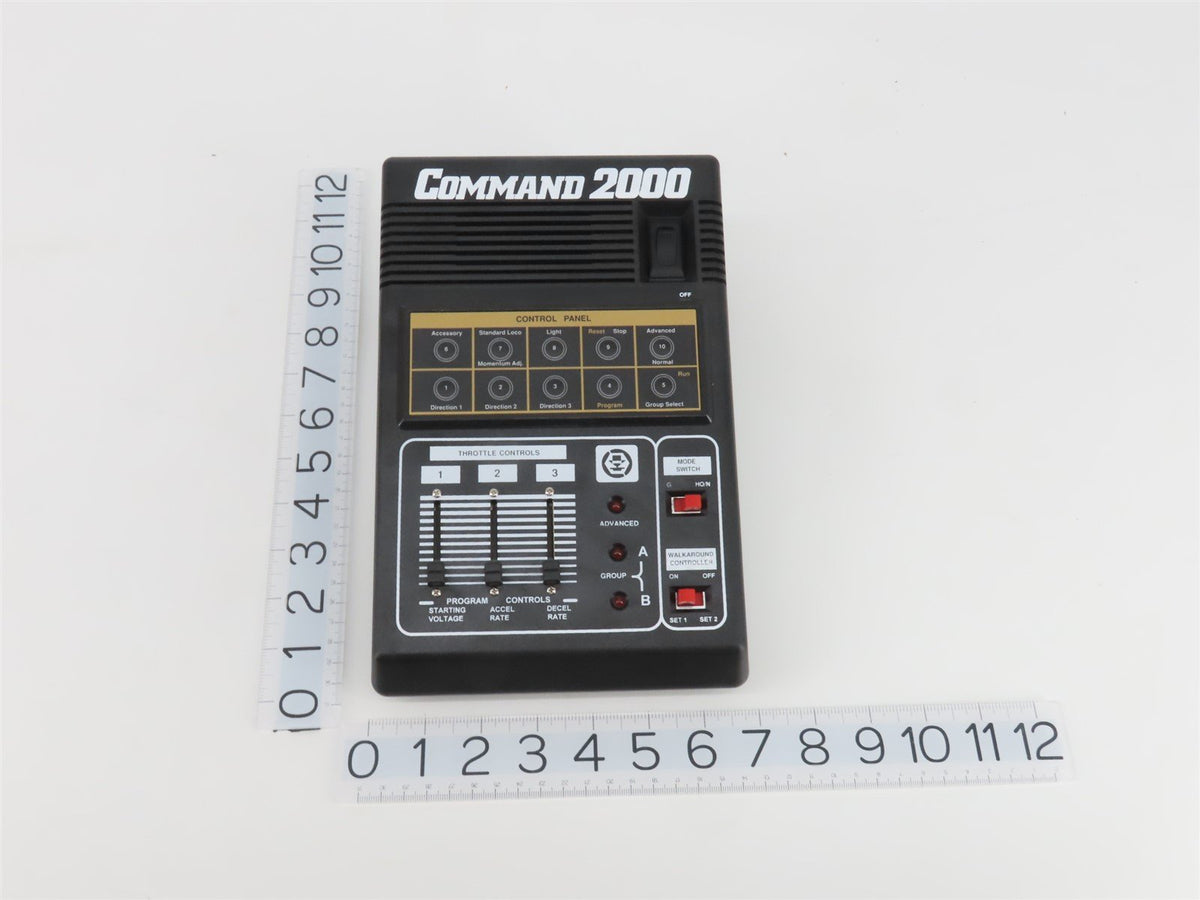 COMMAND 2000
OFF
CONTROL PANEL
Accessory Standard Loco Light Reset Stop Advanced
6 7 8 9 10
Momentum Adj. Normal
Run
1 2 3 4 5
Direction 1 Direction 2 Direction 3 Program Group Select
THROTTLE CONTROLS
1 2 3
MODE
SWITCH
G HO/N
ADVANCED
A
GROUP
B
WALKAROUND
CONTROLLER
ON OFF
SET 1 SET 2
PROGRAM CONTROLS
STARTING
VOLTAGE
ACCEL
RATE
DECEL
RATE
0 1 2 3 4 5 6 7 8 9 10 11 12
0 1 2 3 4 5 6 7 8 9 10 11 12